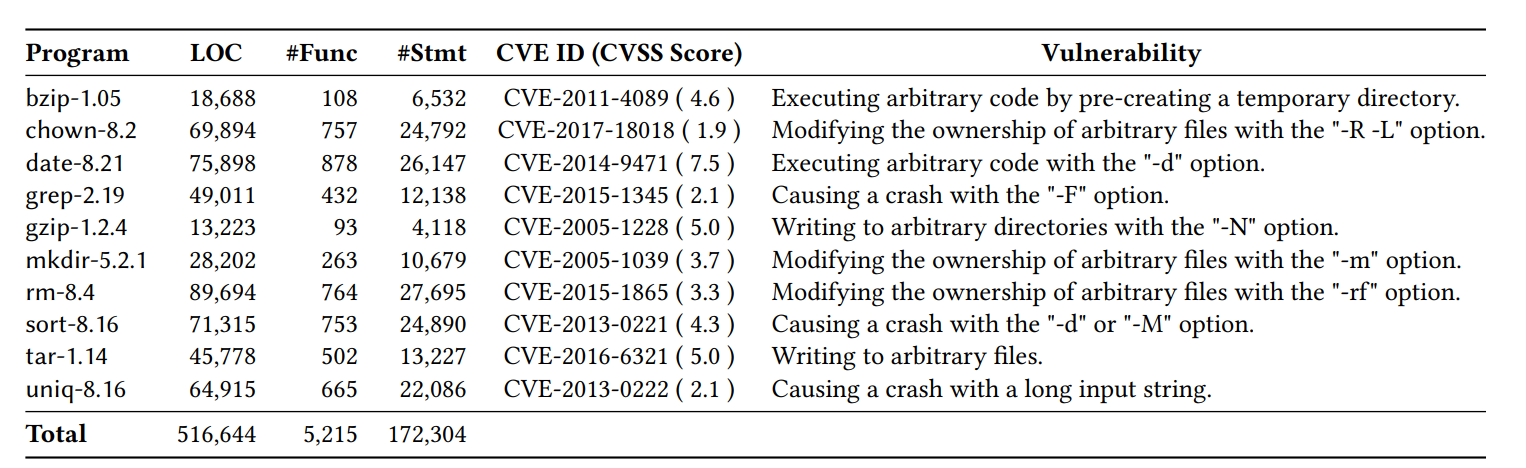 Program LOC #Func #Stmt CVE ID (CVSS Score) Vulnerability
bzip-1.05 18,688 108 6,532 CVE-2011-4089 ( 4.6 ) Executing arbitrary code by pre-creating a temporary directory.
chown-8.2 69,894 757 24,792 CVE-2017-18018 ( 1.9 ) Modifying the ownership of arbitrary files with the "-R -L" option.
date-8.21 75,898 878 26,147 CVE-2014-9471 ( 7.5 ) Executing arbitrary code with the "-d" option.
grep-2.19 49,011 432 12,138 CVE-2015-1345 ( 2.1 ) Causing a crash with the "-F" option.
gzip-1.2.4 13,223 93 4,118 CVE-2005-1228 ( 5.0 ) Writing to arbitrary directories with the "-N" option.
mkdir-5.2.1 28,202 263 10,679 CVE-2005-1039 ( 3.7 ) Modifying the ownership of arbitrary files with the "-m" option.
rm-8.4 89,694 764 27,695 CVE-2015-1865 ( 3.3 ) Modifying the ownership of arbitrary files with the "-rf" option.
sort-8.16 71,315 753 24,890 CVE-2013-0221 ( 4.3 ) Causing a crash with the "-d" or "-M" option.
tar-1.14 45,778 502 13,227 CVE-2016-6321 ( 5.0 ) Writing to arbitrary files.
uniq-8.16 64,915 665 22,086 CVE-2013-0222 ( 2.1 ) Causing a crash with a long input string.
Total 516,644 5,215 172,304